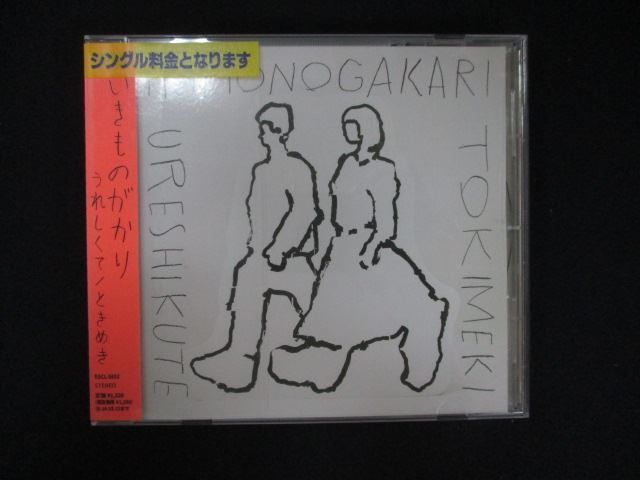 シングル料金となります
いきものがかり
うれしくて/ときめき
STEREO
MONOGAKARI
TOKIMEKI
URESHIKUTE